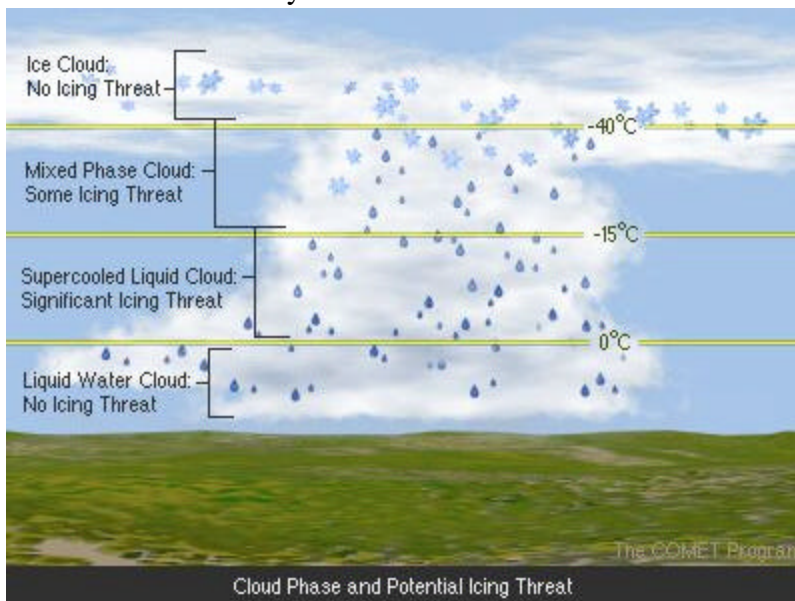 Ice Cloud:
No Icing Threat
-40°C
Mixed Phase Cloud:
Some Icing Threat
-15°C
Supercooled Liquid Cloud:
Significant Icing Threat
0°C
Liquid Water Cloud:
No Icing Threat
The COMET Program
Cloud Phase and Potential Icing Threat